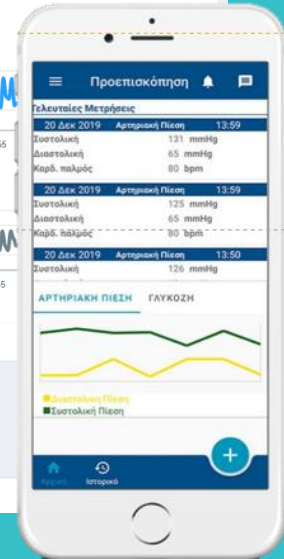 Προεπισκόπηση
Τελευταίες Μετρήσεις
20 Δεκ 2019 Αρτηριακή Πίεση 13:59
Συστολική 131 mmHg
Διαστολική 65 mmHg
Καρδ. παλμός 80 bpm
20 Δεκ 2019 Αρτηριακή Πίεση 13:59
Συστολική 125 mmHg
Διαστολική 65 mmHg
Καρδ. παλμός 80 bpm
20 Δεκ 2019 Αρτηριακή Πίεση 13:50
Συστολική 126 mmHg
ΑΡΤΗΡΙΑΚΗ ΠΙΕΣΗ ΓΛΥΚΟΖΗ
Διαστολική Πίεση
Συστολική Πίεση
+
Αρχική Ιστορικό